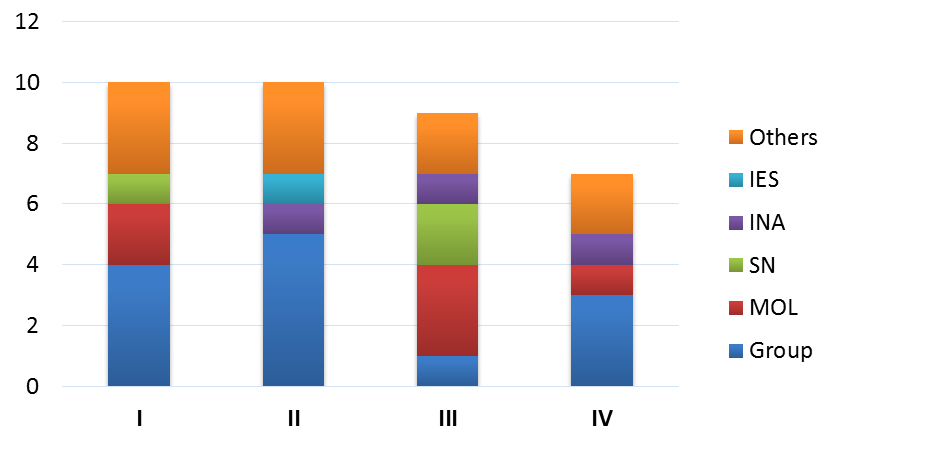 12
10
8
6
4
2
0
I II III IV
Others
IES
INA
SN
MOL
Group